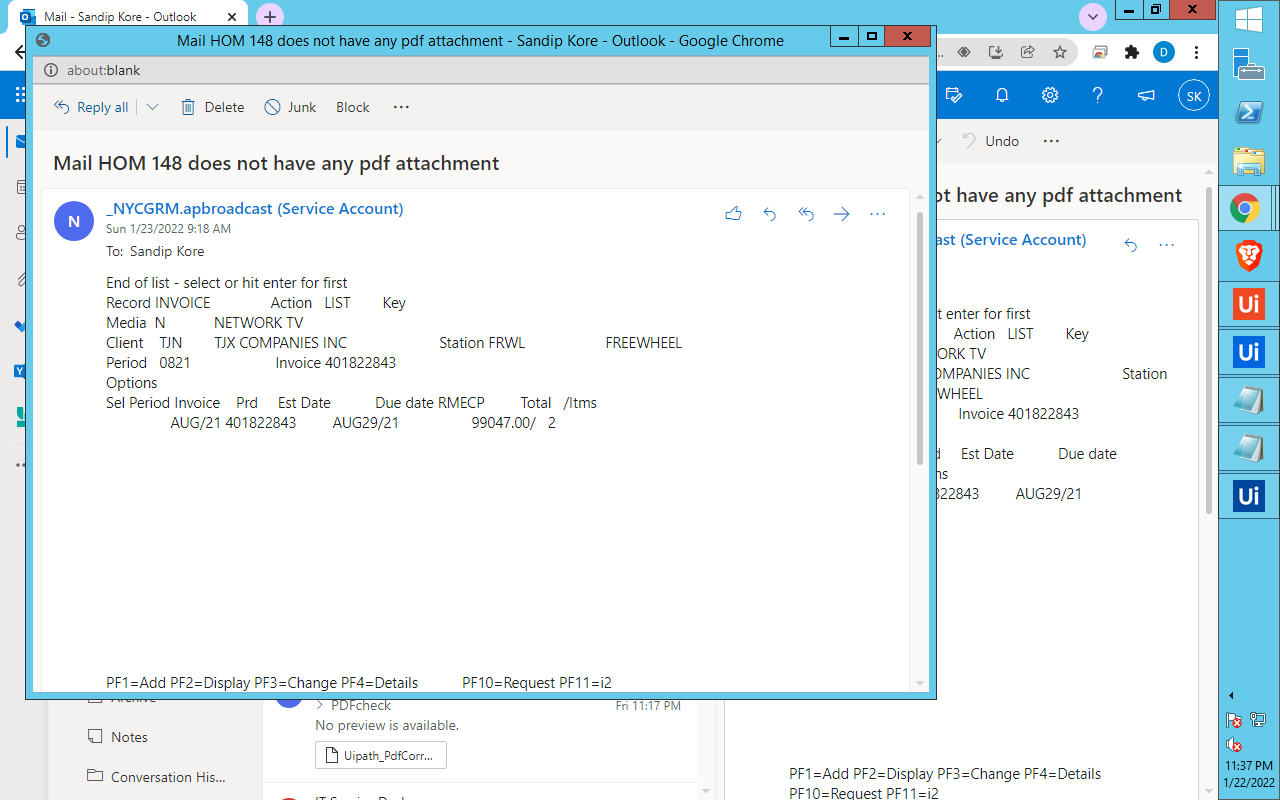 Mail - Sandip Kore - Outlook
Mail HOM 148 does not have any pdf attachment - Sandip Kore - Outlook - Google Chrome
about:blank
D
Reply all
Delete
Junk
Block
SK
Undo
Mail HOM 148 does not have any pdf attachment
ot have any pdf attachment
N
_NYCGRM.apbroadcast (Service Account)
Sun 1/23/2022 9:18 AM
To: Sandip Kore
End of list - select or hit enter for first
Record INVOICE Action LIST Key
Media N NETWORK TV
Client TJN TJX COMPANIES INC Station FRWL FREEWHEEL
Period 0821 Invoice 401822843
Options
Sel Period Invoice Prd Est Date Due date RMECP Total /Itms
AUG/21 401822843 AUG29/21 99047.00/ 2
PF1=Add PF2=Display PF3=Change PF4=Details PF10=Request PF11=i2
ast (Service Account)
t enter for first
Action LIST Key
ORK TV
OMPANIES INC Station
WHEEL
Invoice 401822843
d Est Date Due date
ns
822843 AUG29/21
PF1=Add PF2=Display PF3=Change PF4=Details
PF10=Request PF11=i2
Archive
Notes
Conversation His...
PDFcheck
Fri 11:17 PM
No preview is available.
Uipath_PdfCorr...
Ui
Ui
Ui
11:37 PM
1/22/2022